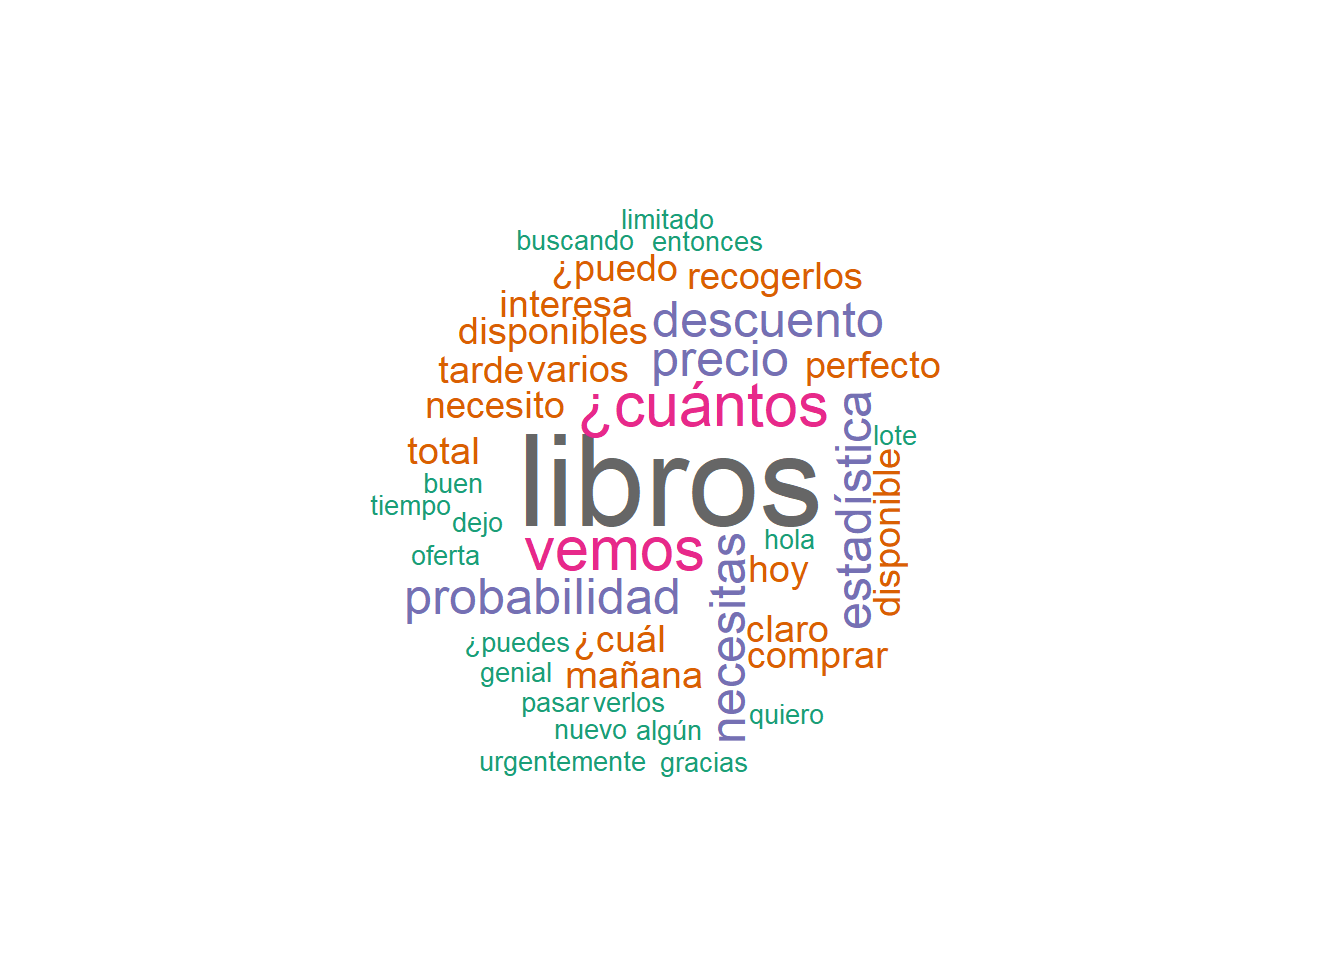 limitado
buscando entonces
¿puedo recogerlos
interesa
disponibles descuento
tarde varios precio perfecto
necesito ¿cuántos
estadística
lote
total libros
disponible
buen
tiempo
dejo
oferta vemos hola
necesitas
hoy
probabilidad
claro
¿puedes ¿cuál comprar
genial mañana
pasar verlos
quiero
nuevo algún
urgentemente gracias